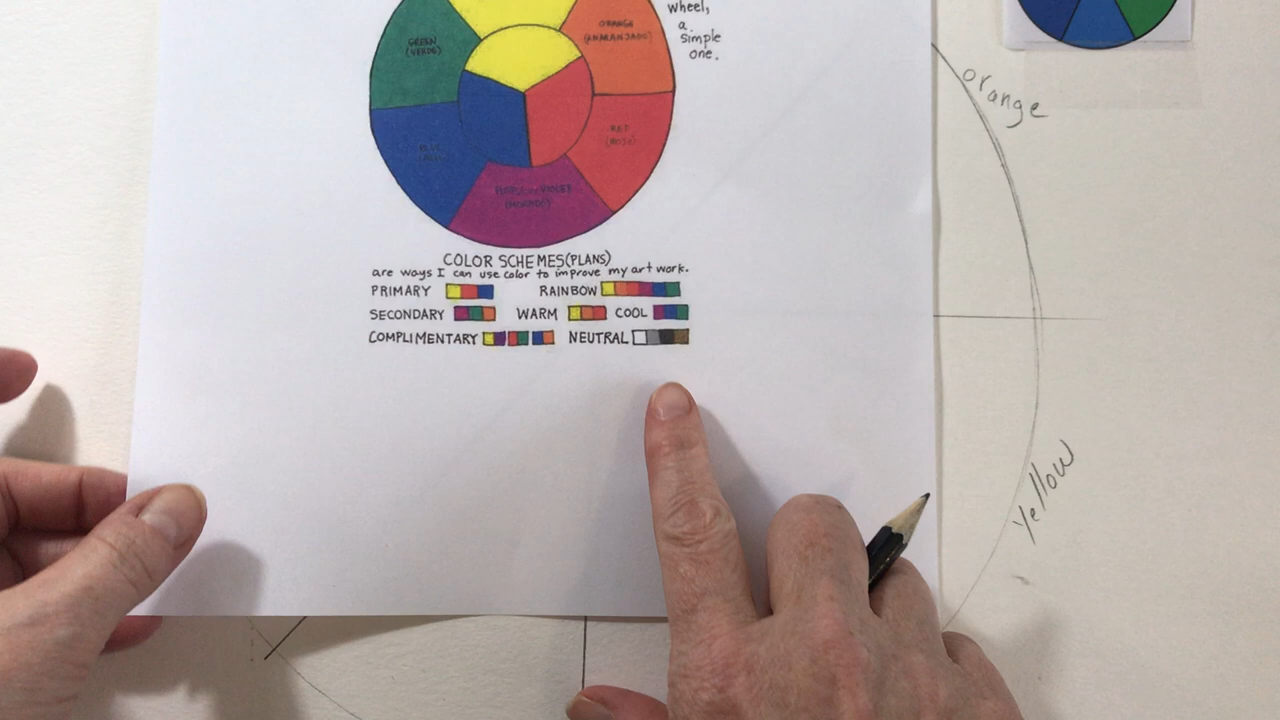 wheel,
a
simple
one.
ORANGE
(ANARANJADO)
GREEN
(VERDE)
RED
(ROJO)
BLUE
(AZUL)
PURPLE or VIOLET
(MORADO)
COLOR SCHEMES(PLANS)
are ways I can use color to improve my art work.
PRIMARY RAINBOW
SECONDARY WARM COOL
COMPLIMENTARY NEUTRAL
orange
yellow